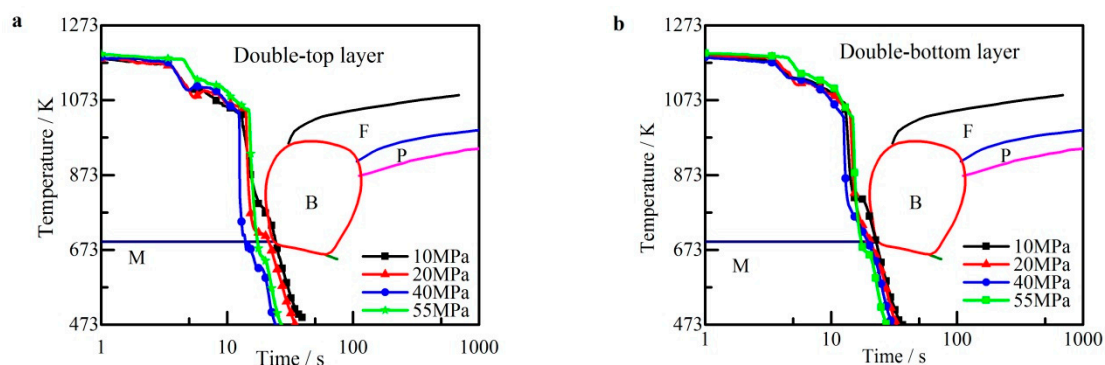 a
1273
1073
873
673
473
Temperature / K
Double-top layer
F
P
B
M
10MPa
20MPa
40MPa
55MPa
1
10
100
1000
Time / s
b
1273
1073
873
673
473
Temperature / K
Double-bottom layer
F
P
B
M
10MPa
20MPa
40MPa
55MPa
1
10
100
1000
Time / s